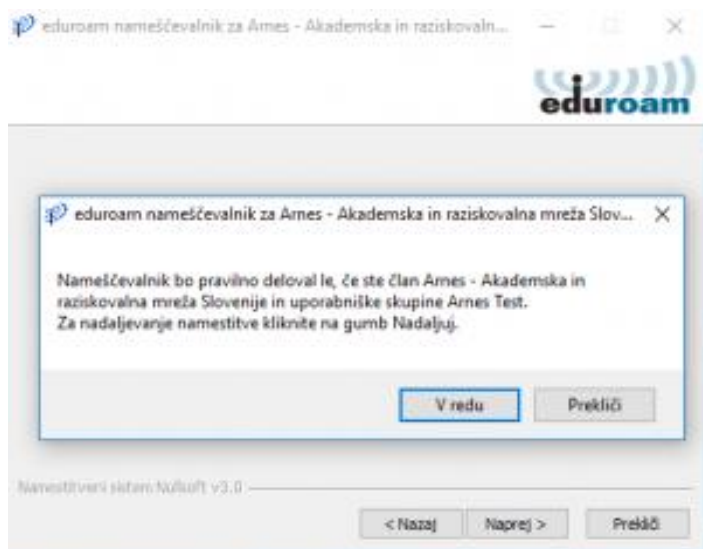 eduroam nameščevalnik za Arnes - Akademska in raziskovaln...
eduroam
eduroam nameščevalnik za Arnes - Akademska in raziskovalna mreža Slov...
Nameščevalnik bo pravilno deloval le, če ste član Arnes - Akademska in
raziskovalna mreža Slovenije in uporabniške skupine Arnes Test.
Za nadaljevanje namestitve kliknite na gumb Nadaljuj.
V redu
Prekliči
Namestitveni sistem Nullsoft v3.0
< Nazaj
Naprej >
Prekliči